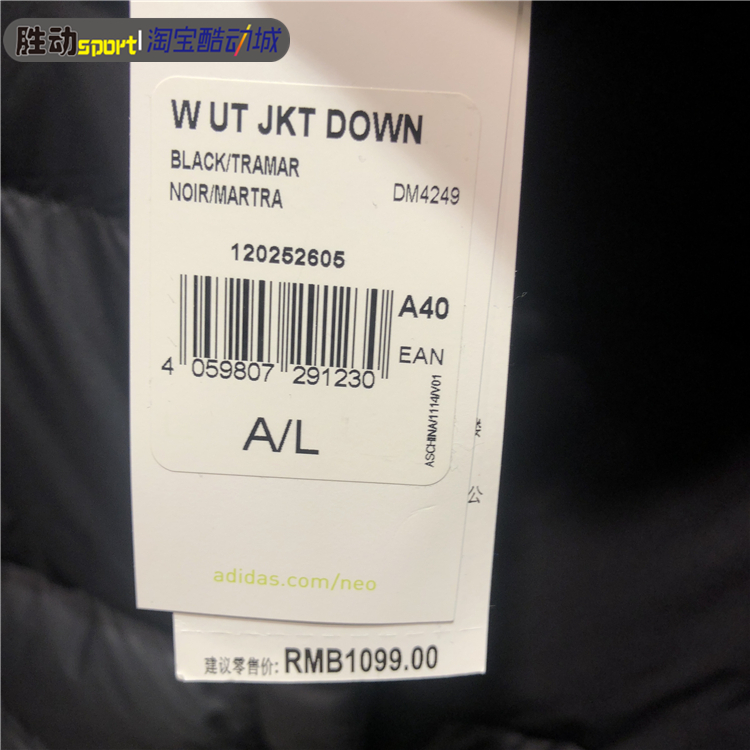 胜动sport|淘宝酷动城
W UT JKT DOWN
BLACK/TRAMAR
NOIR/MARTRA DM4249
120252605
A40
EAN
4 059807 291230
A/L
ASCHINA/1114/V01
公
adidas.com/neo
建议零售价: RMB1099.00